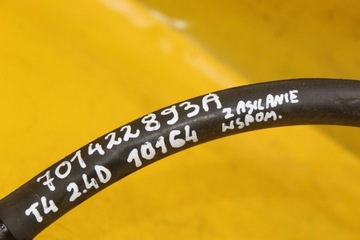 701422893A
T4 2.4D 10164
ZASILANIE
WSPOM.